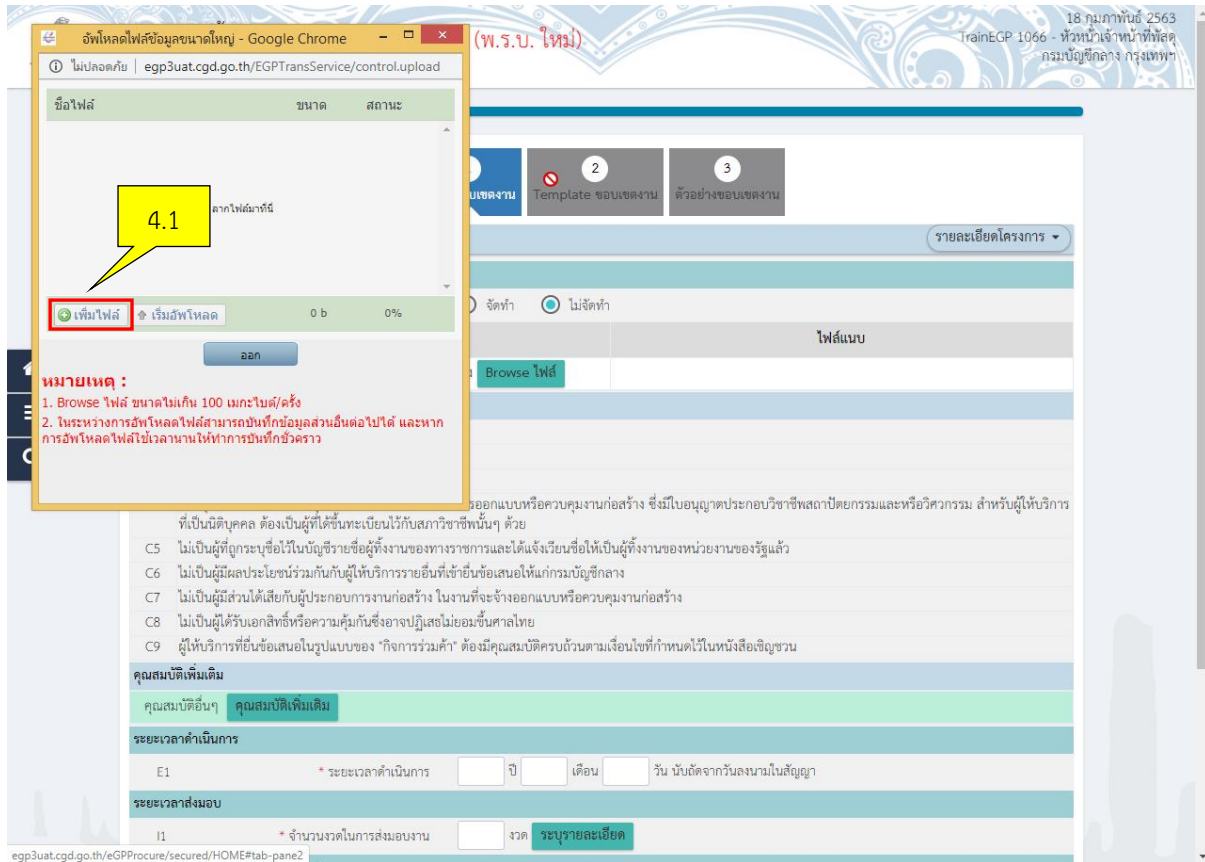 อัพโหลดไฟล์ข้อมูลขนาดใหญ่ - Google Chrome
(พ.ร.บ. ใหม่)
18 กุมภาพันธ์ 2563
TrainEGP 1066 - หัวหน้าเจ้าหน้าที่พัสดุ
กรมบัญชีกลาง กรุงเทพฯ
ไม่ปลอดภัย | egp3uat.cgd.go.th/EGPTransService/control.upload
ชื่อไฟล์ ขนาด สถานะ
4.1
ลากไฟล์มาที่นี่
เพิ่มไฟล์ เริ่มอัพโหลด 0 b 0%
ออก
หมายเหตุ :
1. Browse ไฟล์ ขนาดไม่เกิน 100 เมกะไบต์/ครั้ง
2. ในระหว่างการอัพโหลดไฟล์สามารถบันทึกข้อมูลส่วนอื่นต่อไปได้ และหาก
การอัพโหลดไฟล์ใช้เวลานานให้ทำการบันทึกชั่วคราว
2 3
บเขตงาน Template ขอบเขตงาน ตัวอย่างขอบเขตงาน
รายละเอียดโครงการ
จัดทำ ไม่จัดทำ
ไฟล์แนบ
Browse ไฟล์
รออกแบบหรือควบคุมงานก่อสร้าง ซึ่งมีใบอนุญาตประกอบวิชาชีพสถาปัตยกรรมและหรือวิศวกรรม สำหรับผู้ให้บริการ
ที่เป็นนิติบุคคล ต้องเป็นผู้ที่ได้ขึ้นทะเบียนไว้กับสภาวิชาชีพนั้นๆ ด้วย
C5 ไม่เป็นผู้ที่ถูกระบุชื่อไว้ในบัญชีรายชื่อผู้ทิ้งงานของทางราชการและได้แจ้งเวียนชื่อให้เป็นผู้ทิ้งงานของหน่วยงานของรัฐแล้ว
C6 ไม่เป็นผู้มีผลประโยชน์ร่วมกันกับผู้ให้บริการรายอื่นที่เข้ายื่นข้อเสนอให้แก่กรมบัญชีกลาง
C7 ไม่เป็นผู้มีส่วนได้เสียกับผู้ประกอบการงานก่อสร้าง ในงานที่จะจ้างออกแบบหรือควบคุมงานก่อสร้าง
C8 ไม่เป็นผู้ได้รับเอกสิทธิ์หรือความคุ้มกันซึ่งอาจปฏิเสธไม่ยอมขึ้นศาลไทย
C9 ผู้ให้บริการที่ยื่นข้อเสนอในรูปแบบของ "กิจการร่วมค้า" ต้องมีคุณสมบัติครบถ้วนตามเงื่อนไขที่กำหนดไว้ในหนังสือเชิญชวน
คุณสมบัติเพิ่มเติม
คุณสมบัติอื่นๆ คุณสมบัติเพิ่มเติม
ระยะเวลาดำเนินการ
E1 * ระยะเวลาดำเนินการ ปี เดือน วัน นับถัดจากวันลงนามในสัญญา
ระยะเวลาส่งมอบ
I1 * จำนวนงวดในการส่งมอบงาน งวด ระบุรายละเอียด
egp3uat.cgd.go.th/eGPProcure/secured/HOME#tab-pane2